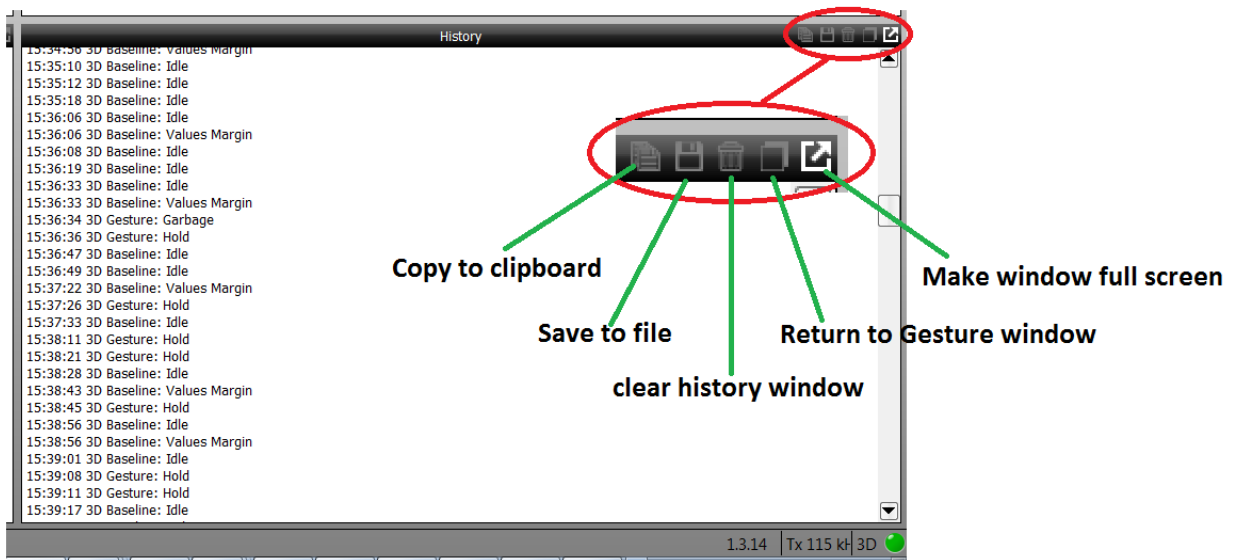 History
15:34:56 3D Baseline: Values Margin
15:35:10 3D Baseline: Idle
15:35:12 3D Baseline: Idle
15:35:18 3D Baseline: Idle
15:36:06 3D Baseline: Idle
15:36:06 3D Baseline: Values Margin
15:36:08 3D Baseline: Idle
15:36:19 3D Baseline: Idle
15:36:33 3D Baseline: Idle
15:36:33 3D Baseline: Values Margin
15:36:34 3D Gesture: Garbage
15:36:36 3D Gesture: Hold
15:36:47 3D Baseline: Idle
15:36:49 3D Baseline: Idle
15:37:22 3D Baseline: Values Margin
15:37:26 3D Gesture: Hold
15:37:33 3D Baseline: Idle
15:38:11 3D Gesture: Hold
15:38:21 3D Gesture: Hold
15:38:28 3D Baseline: Idle
15:38:43 3D Baseline: Values Margin
15:38:45 3D Gesture: Hold
15:38:56 3D Baseline: Idle
15:38:56 3D Baseline: Values Margin
15:39:01 3D Baseline: Idle
15:39:08 3D Gesture: Hold
15:39:11 3D Gesture: Hold
15:39:17 3D Baseline: Idle
Copy to clipboard
Make window full screen
Save to file
Return to Gesture window
clear history window
1.3.14 Tx 115 kH 3D